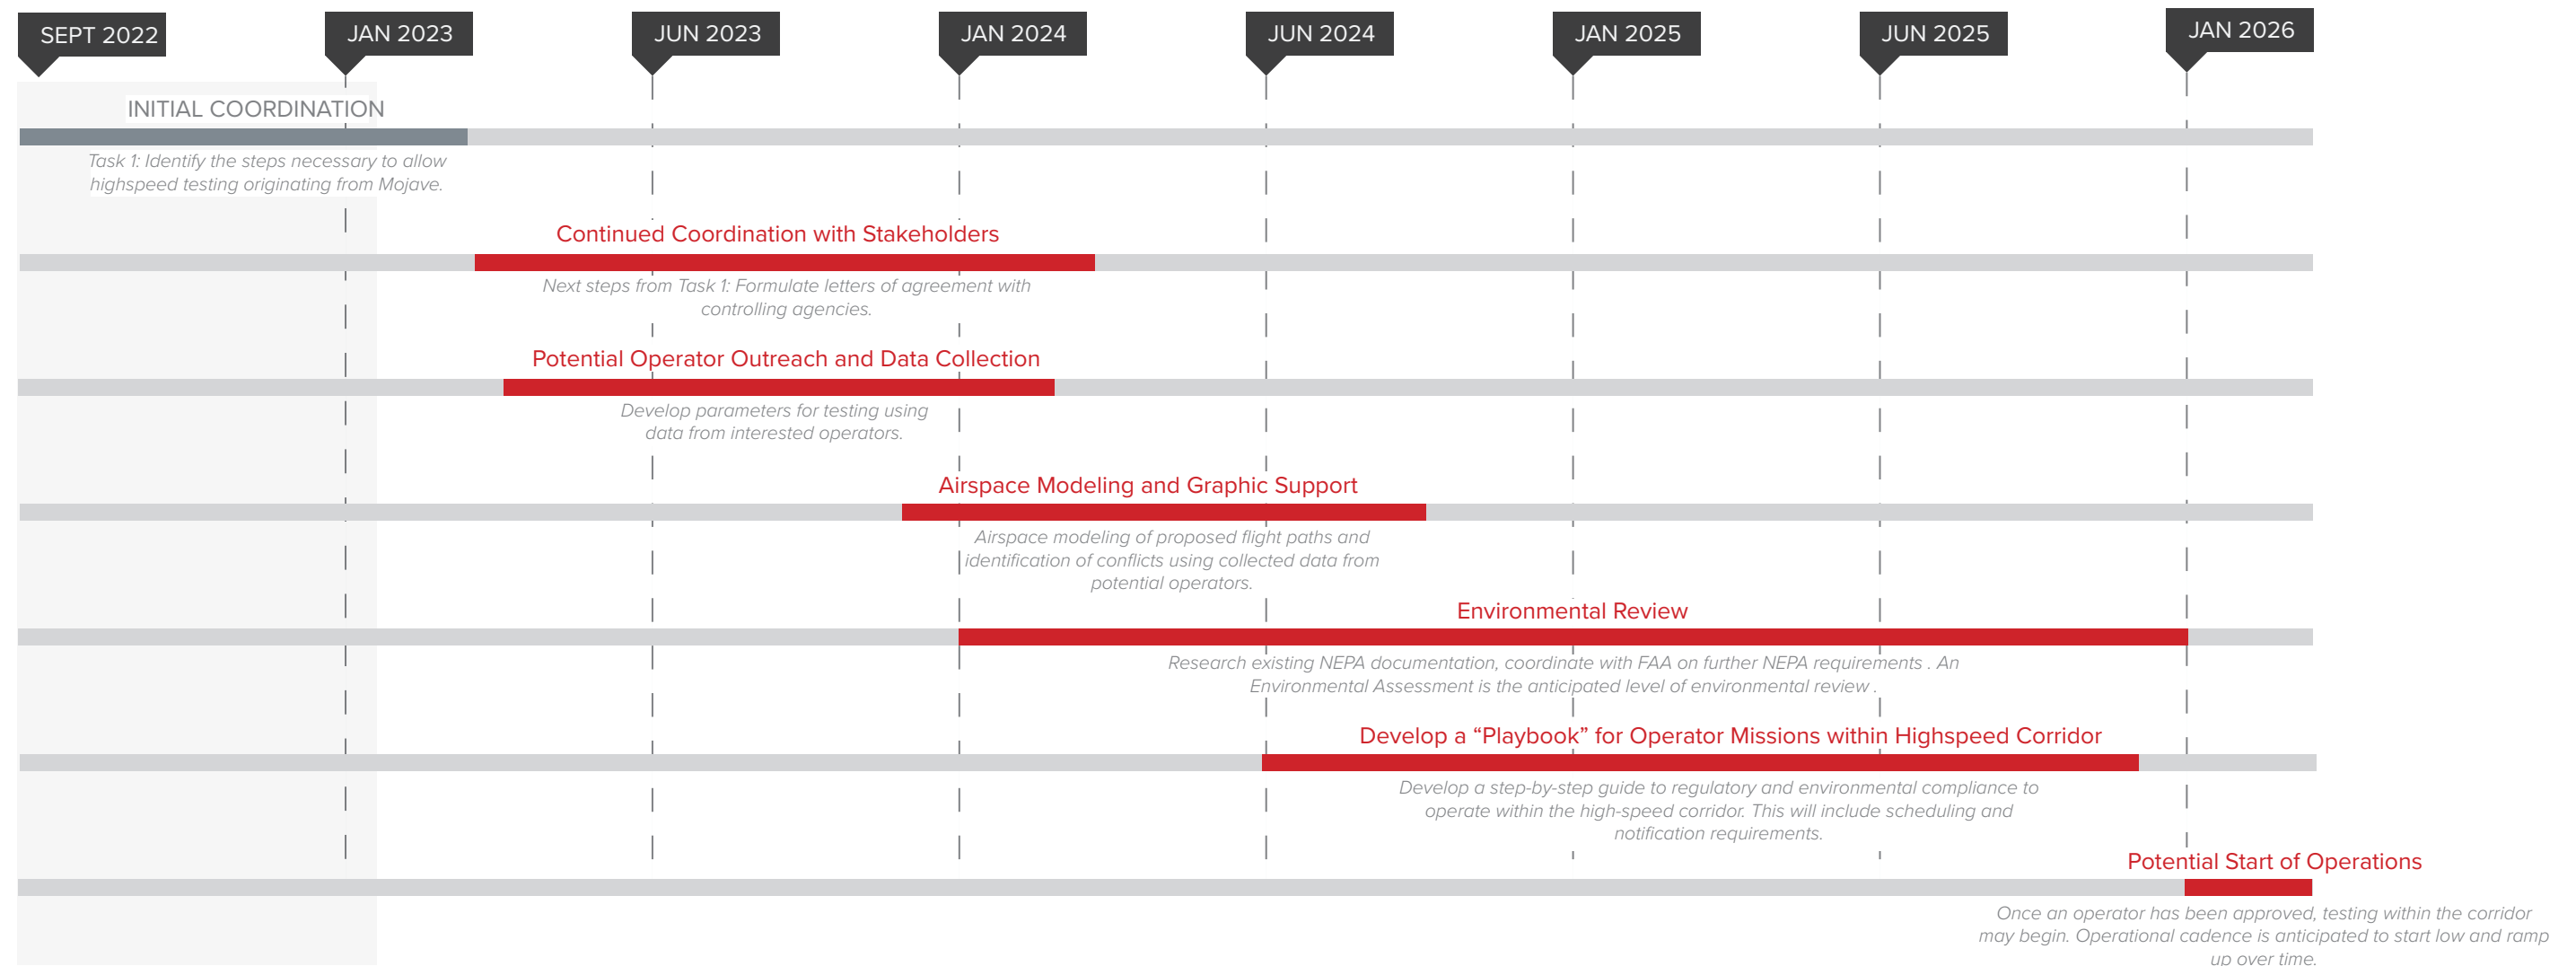 SEPT 2022
JAN 2023
JUN 2023
JAN 2024
JUN 2024
JAN 2025
JUN 2025
JAN 2026
INITIAL COORDINATION
Task 1: Identify the steps necessary to allow
highspeed testing originating from Mojave.
Continued Coordination with Stakeholders
Next steps from Task 1: Formulate letters of agreement with
controlling agencies.
Potential Operator Outreach and Data Collection
Develop parameters for testing using
data from interested operators.
Airspace Modeling and Graphic Support
Airspace modeling of proposed flight paths and
identification of conflicts using collected data from
potential operators.
Environmental Review
Research existing NEPA documentation, coordinate with FAA on further NEPA requirements . An
Environmental Assessment is the anticipated level of environmental review .
Develop a “Playbook” for Operator Missions within Highspeed Corridor
Develop a step-by-step guide to regulatory and environmental compliance to
operate within the high-speed corridor. This will include scheduling and
notification requirements.
Potential Start of Operations
Once an operator has been approved, testing within the corridor
may begin. Operational cadence is anticipated to start low and ramp
up over time.